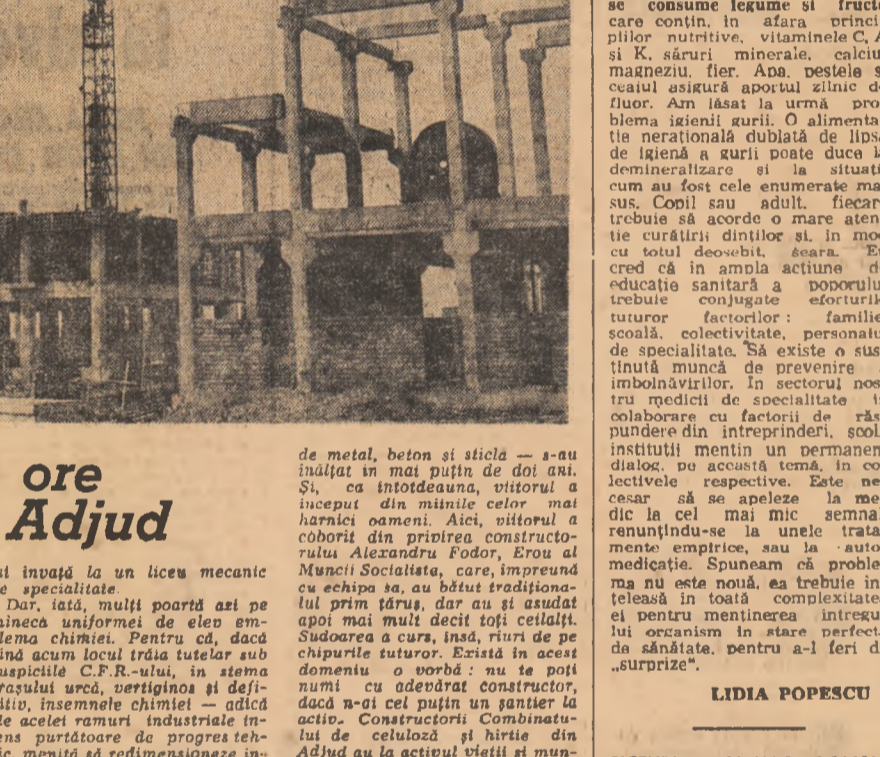 ore
Adjud
învață la un liceu mecanic
specialitate.
Dar, iată, mulți poartă azi pe
mîneca uniformei de elev em-
lema chimiei. Pentru că, dacă
acum locul trăia tutelar sub
C.F.R.-ului, în stema
urcă, vertiginos și defi-
însemnele chimiei — adică
acelei ramuri industriale în-
purtătoare de progres teh-
menită să redimensioneze în-
de metal, beton și sticlă — s-au
înălțat în mai puțin de doi ani.
Și, ca întotdeauna, viitorul a
început din mîinile celor mai
harnici oameni. Aici, viitorul a
coborît din privirea constructo-
rului Alexandru Fodor, Erou al
Muncii Socialiste, care, împreună
cu echipa sa, au bătut tradiționa-
lul prim țăruș, dar au și asudat
apoi mai mult decît toți ceilalți.
Sudoarea a curs, însă, rîuri de pe
chipurile tuturor. Există în acest
domeniu o vorbă : nu te poți
numi cu adevărat constructor,
dacă n-ai cel puțin un șantier la
activ. Constructorii Combinatu-
lui de celuloză și hîrtie din
Adjud au la activul vieții și mun-
se consume legume și fructe
care conțin, în afara princi-
piilor nutritive, vitaminele C,
și K, săruri minerale, calciu
magneziu, fier. Apa, peștele
ceaiul asigură aportul zilnic de
fluor. Am lăsat la urmă pro-
blema igienii gurii. O alimenta-
ție nerațională dublată de lipsa
de igienă a gurii poate duce la
demineralizare și la situații
cum au fost cele enumerate mai
sus. Copil sau adult, fiecare
trebuie să acorde o mare aten-
ție curățirii dinților și, în mod
cu totul deosebit, seara.
cred că în ampla acțiune de
educație sanitară a poporului
trebuie conjugate eforturile
tuturor factorilor : familie
școală, colectivitate, personalul
de specialitate. Să existe o sus-
ținută muncă de prevenire
îmbolnăvirilor. În sectorul nos-
tru medicii de specialitate în
colaborare cu factorii de răs-
pundere din întreprinderi, școli
instituții mențin un permanent
dialog, pe această temă, în co-
lectivele respective. Este ne-
cesar să se apeleze la me-
dic la cel mai mic semnal
renunțîndu-se la unele trata-
mente empirice, sau la auto-
medicație. Spuneam că proble-
ma nu este nouă, ea trebuie în-
țeleasă în toată complexitatea
ei pentru menținerea întregu-
lui organism în stare perfectă
de sănătate, pentru a-l feri de
„surprize".
LIDIA POPESCU